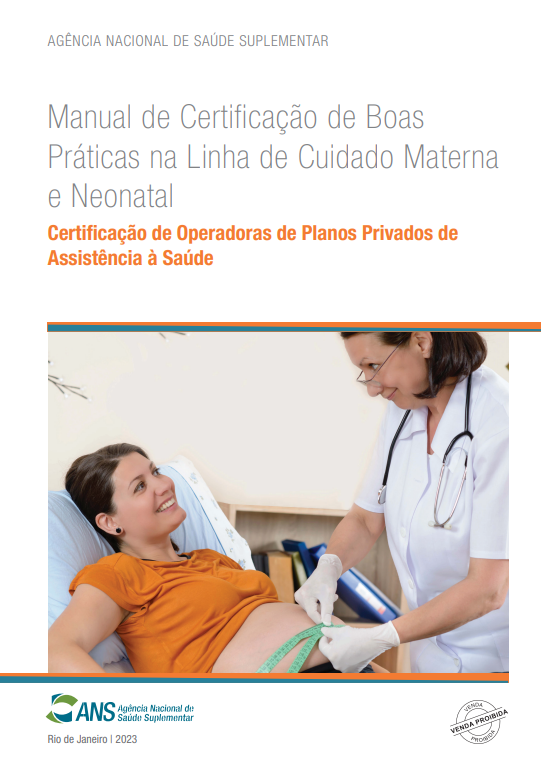 AGÊNCIA NACIONAL DE SAÚDE SUPLEMENTAR
Manual de Certificação de Boas
Práticas na Linha de Cuidado Materna
e Neonatal
Certificação de Operadoras de Planos Privados de
Assistência à Saúde
ANS Agência Nacional de
Saúde Suplementar
Rio de Janeiro | 2023
VENDA
VENDA PROIBIDA
PROIBIDA